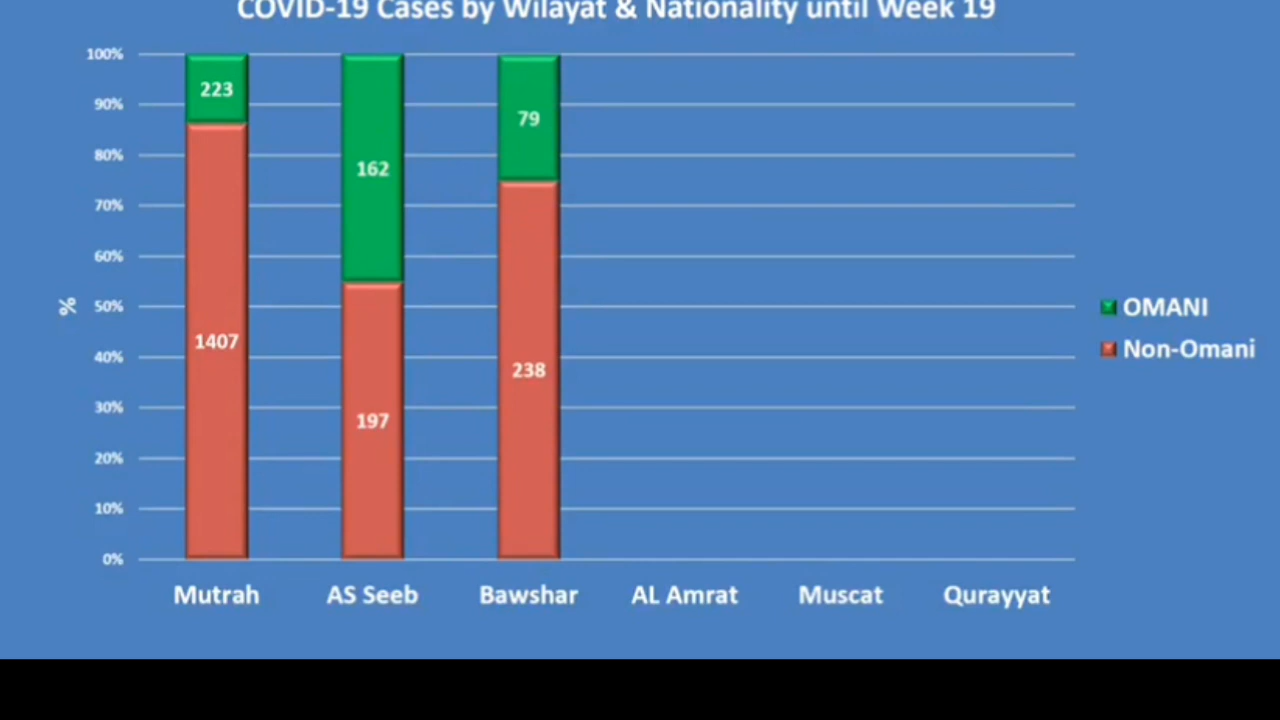 COVID-19 Cases by Wilayat & Nationality until Week 19
100%
90%
80%
70%
60%
50%
40%
30%
20%
10%
0%
%
223
1407
162
197
79
238
Mutrah
AS Seeb
Bawshar
AL Amrat
Muscat
Qurayyat
OMANI
Non-Omani